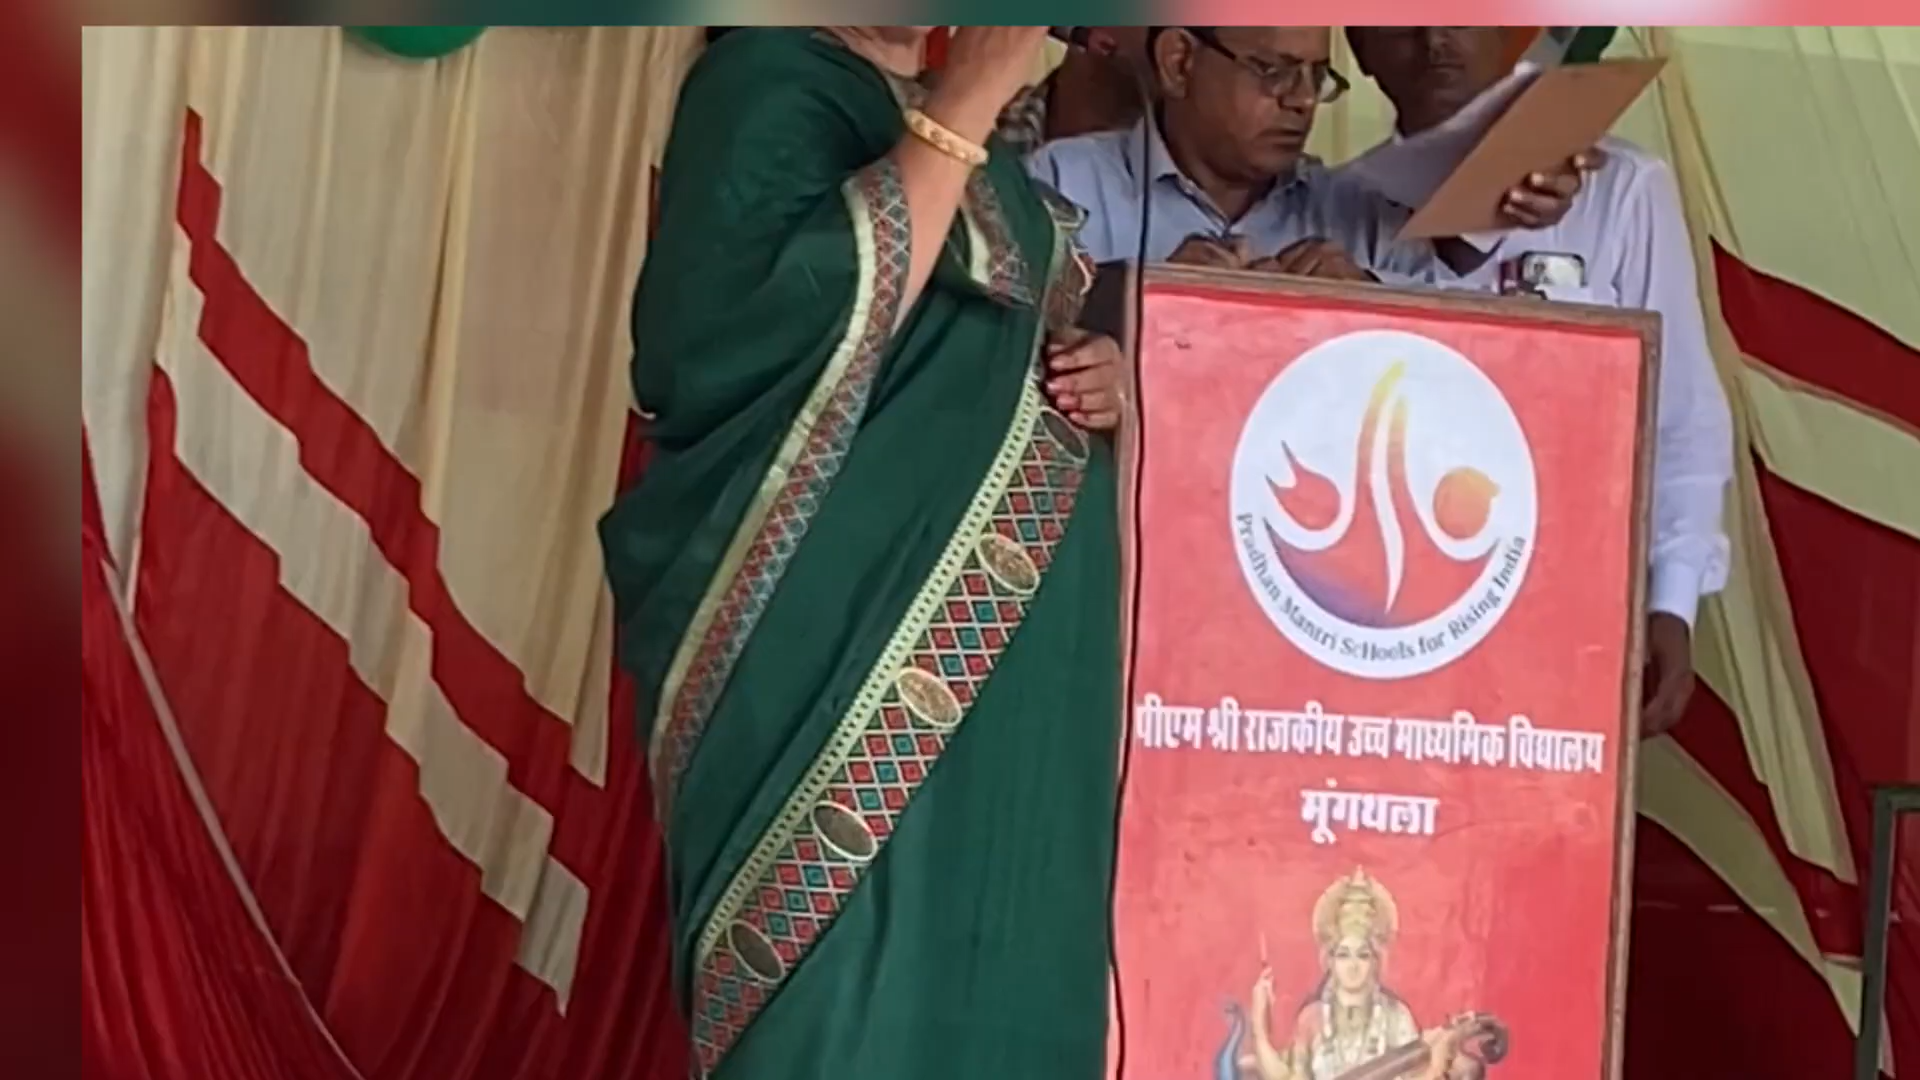 Pradhan Mantri ScHools for Rising India
पीएम श्री राजकीय उच्च माध्यमिक विद्यालय
मूंगथला